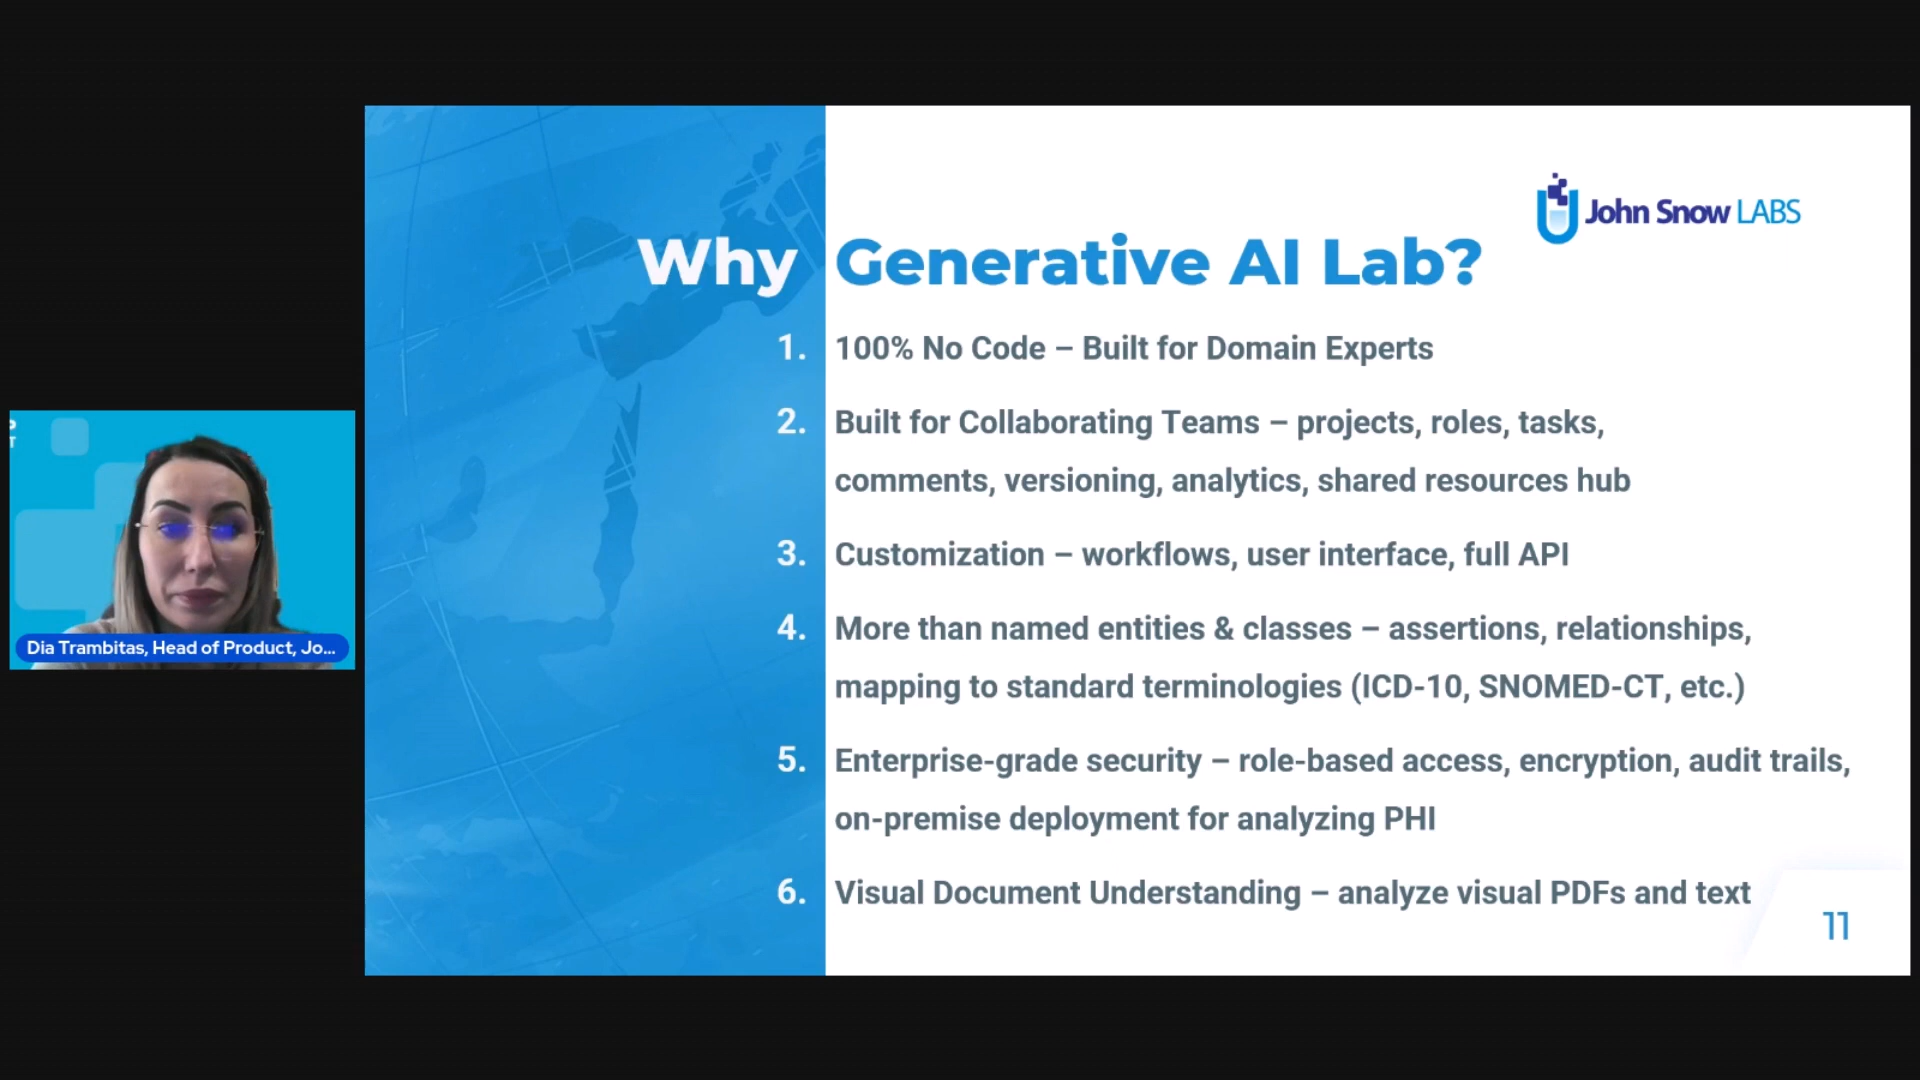 John Snow LABS
Why Generative AI Lab?
1. 100% No Code – Built for Domain Experts
2. Built for Collaborating Teams – projects, roles, tasks,
comments, versioning, analytics, shared resources hub
3. Customization – workflows, user interface, full API
4. More than named entities & classes – assertions, relationships,
mapping to standard terminologies (ICD-10, SNOMED-CT, etc.)
5. Enterprise-grade security – role-based access, encryption, audit trails,
on-premise deployment for analyzing PHI
6. Visual Document Understanding – analyze visual PDFs and text
11
Dia Trambitas, Head of Product, Jo...